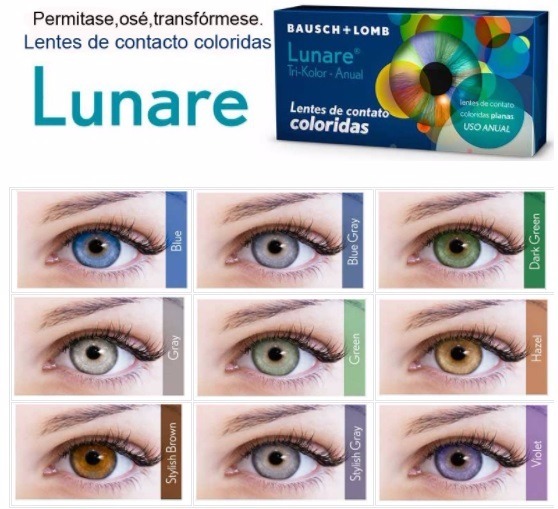 Permitase,osé,transfórmese.
Lentes de contacto coloridas
Lunare
BAUSCH+LOMB
Lunare®
Tri-Kolor - Anual
Lentes de contato
coloridas
lentes de contato
coloridas planas
USO ANUAL
Blue
Blue Gray
Dark Green
Gray
Green
Hazel
Stylish Brown
Stylish Gray
Violet